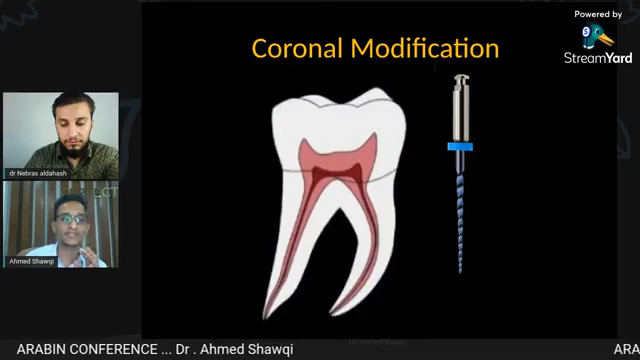 Powered by
StreamYard
Coronal Modification
dr Nebras aldahash
Ahmed Shawqi
ARABIN CONFERENCE ... Dr . Ahmed Shawqi
ARA